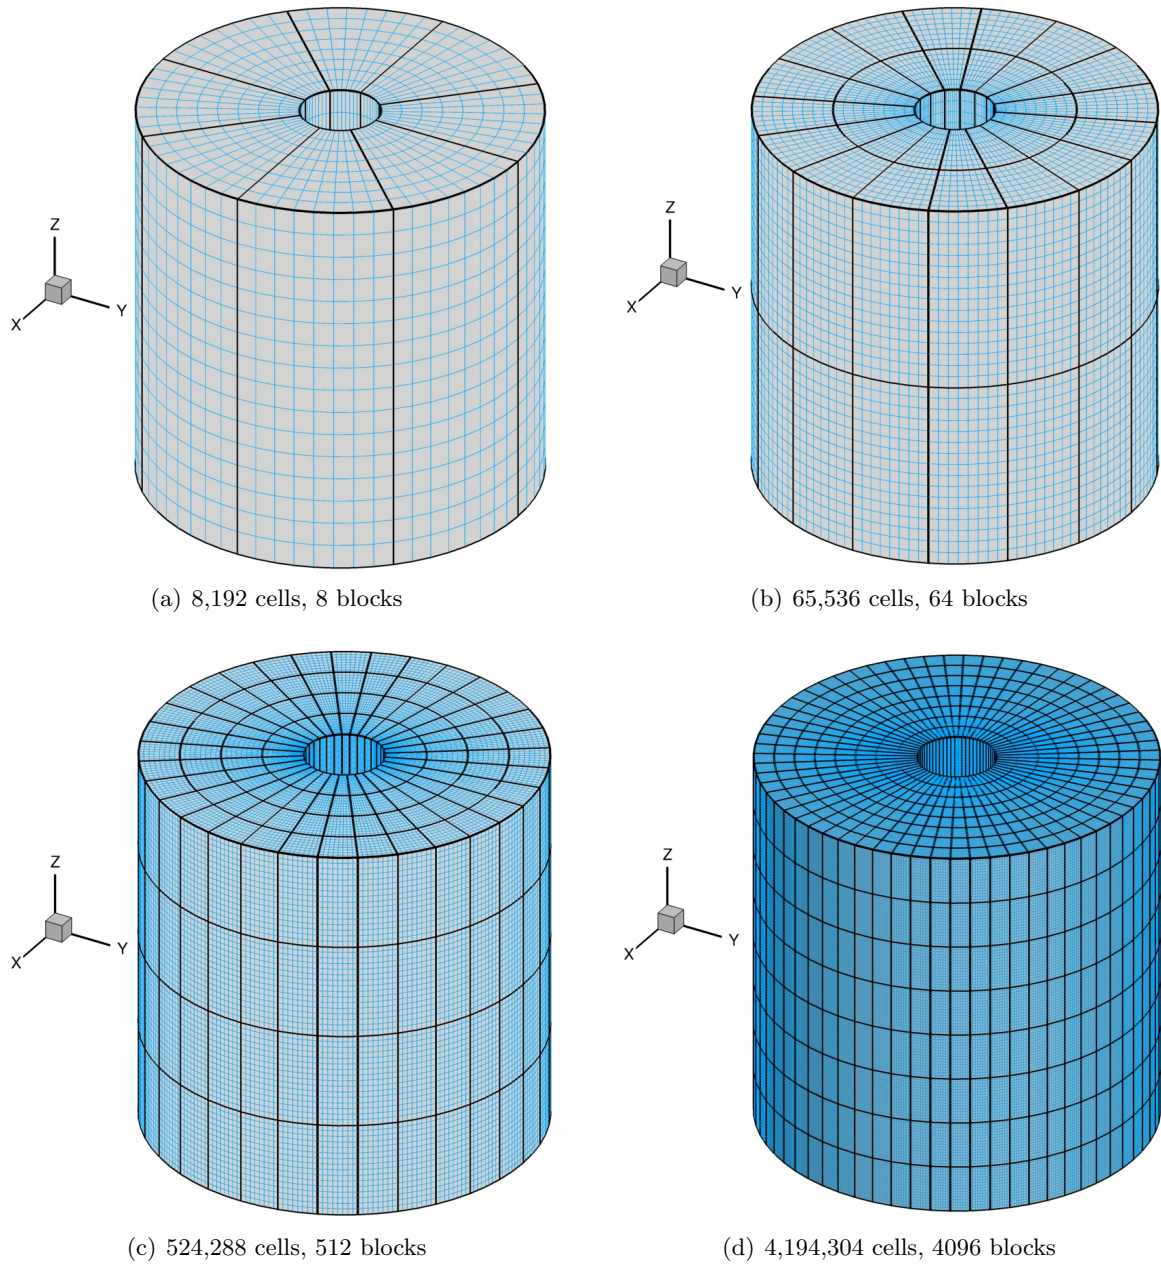 Z
X
Y
Z
X
Y
(a) 8,192 cells, 8 blocks
(b) 65,536 cells, 64 blocks
Z
X
Y
Z
X
Y
(c) 524,288 cells, 512 blocks
(d) 4,194,304 cells, 4096 blocks